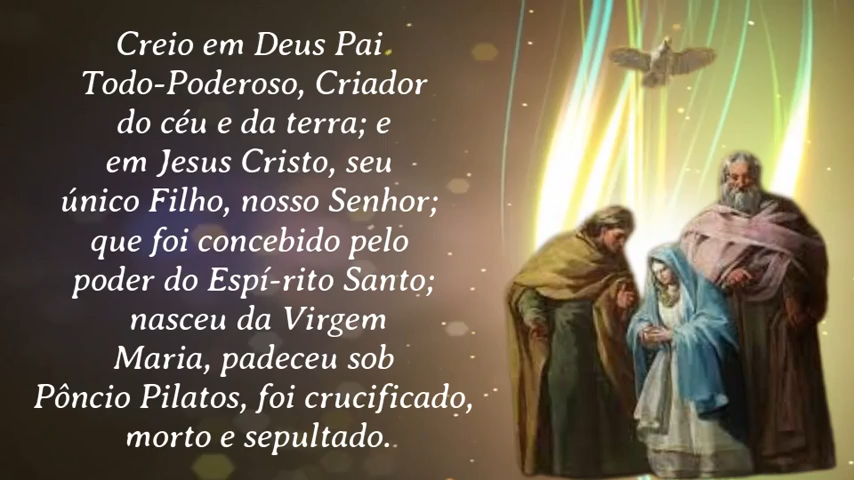 Creio em Deus Pai.
Todo-Poderoso, Criador
do céu e da terra; e
em Jesus Cristo, seu
único Filho, nosso Senhor;
que foi concebido pelo
poder do Espí-rito Santo;
nasceu da Virgem
Maria, padeceu sob
Pôncio Pilatos, foi crucificado,
morto e sepultado.